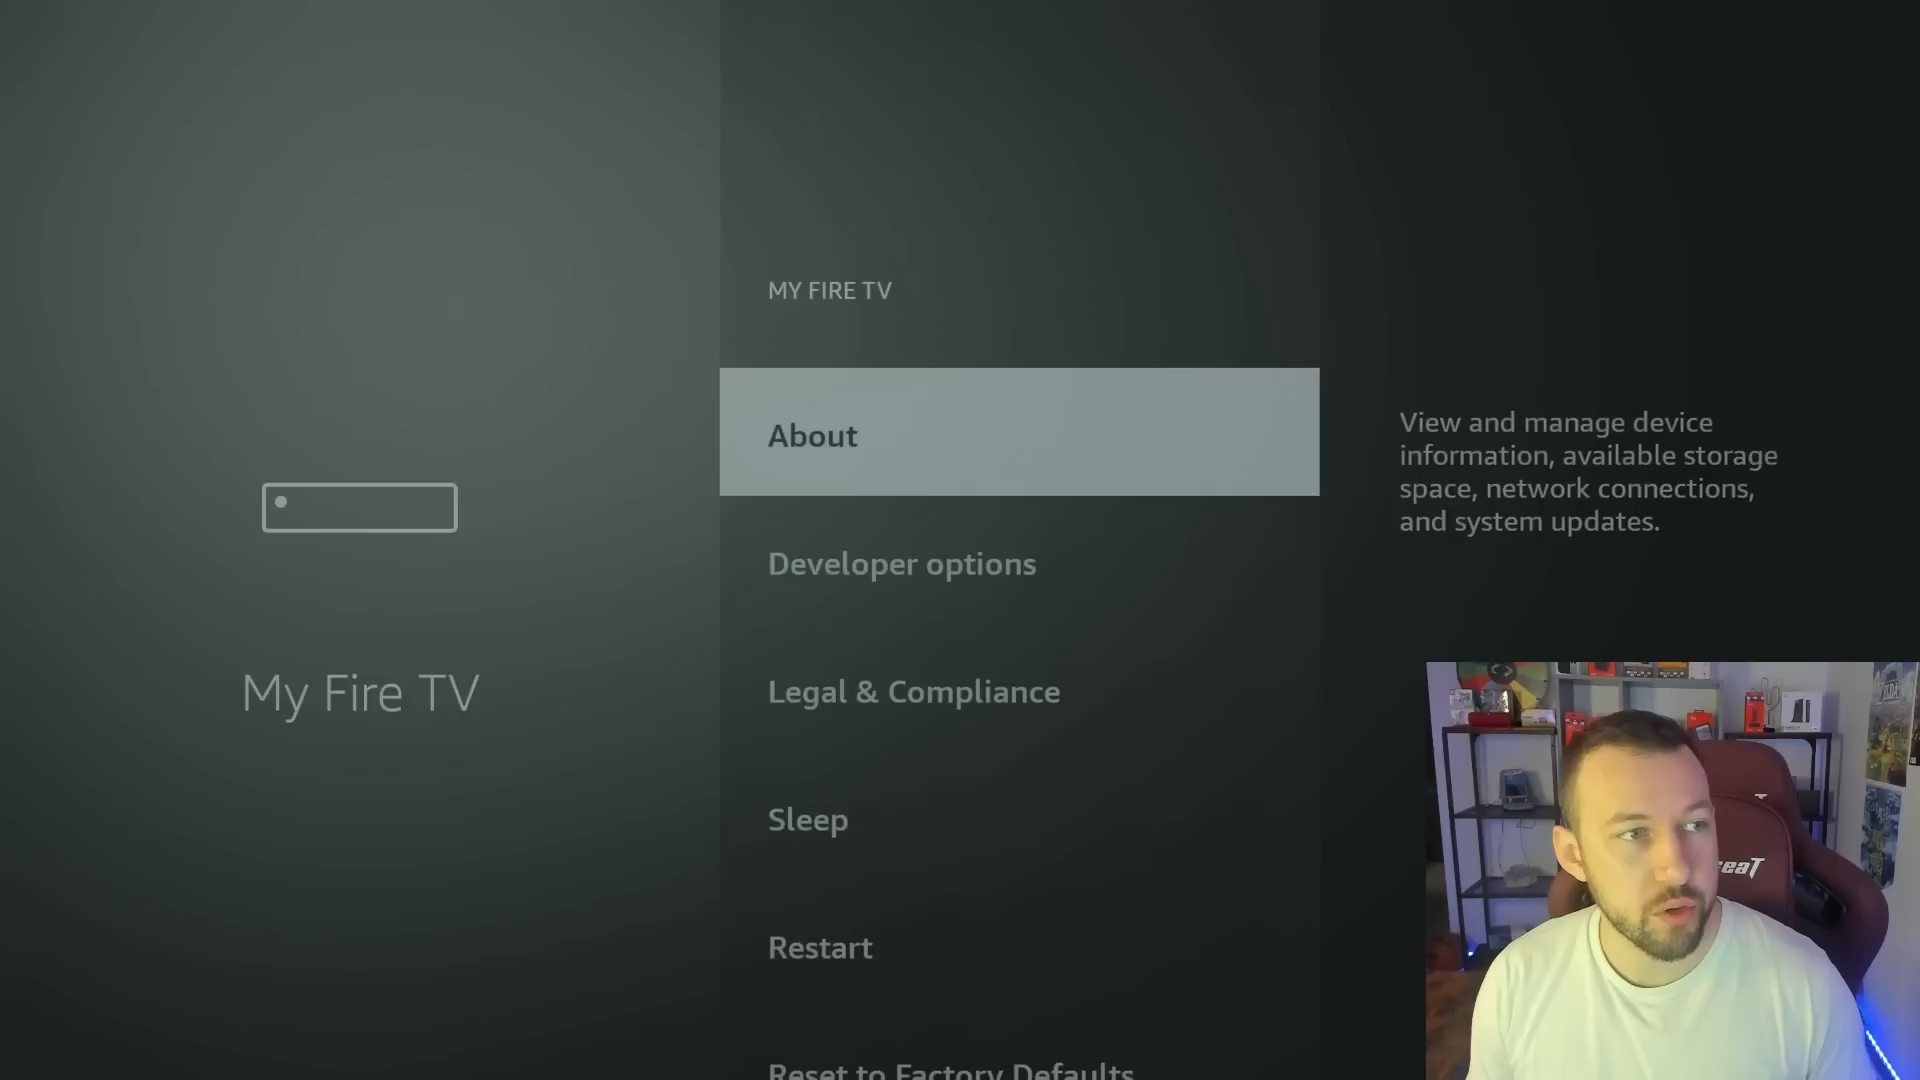 MY FIRE TV
About
Developer options
Legal & Compliance
Sleep
Restart
Reset to Factory Defaults
My Fire TV
View and manage device
information, available storage
space, network connections,
and system updates.